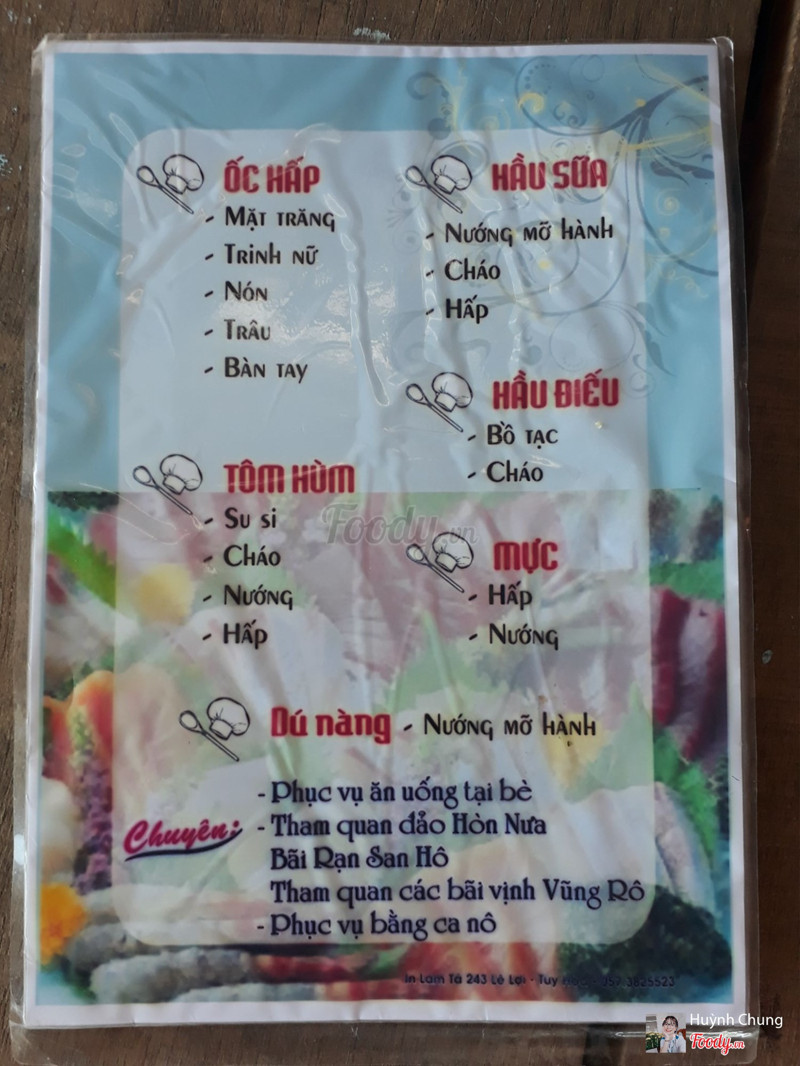 ỐC HẤP
- MẶT TRĂNG
- TRINH NỮ
- NÓN
- TRÂU
- BÀN TAY
HẦU SỮA
- NƯỚNG MỠ HÀNH
- CHÁO
- HẤP
HẦU ĐIẾU
- BỒ TẠC
- CHÁO
TÔM HÙM
- SU SI
- CHÁO
- NƯỚNG
- HẤP
MỰC
- HẤP
- NƯỚNG
Dú nàng - NƯỚNG MỠ HÀNH
Chuyên:
- Phục vụ ăn uống tại bè
- Tham quan đảo Hòn Nưa
Bãi Rạn San Hô
Tham quan các bãi vịnh Vũng Rô
- Phục vụ bằng ca nô
In Lam Tá 243 Lê Lợi - Tuy
Foody.vn
Huỳnh Chung
Foody.vn